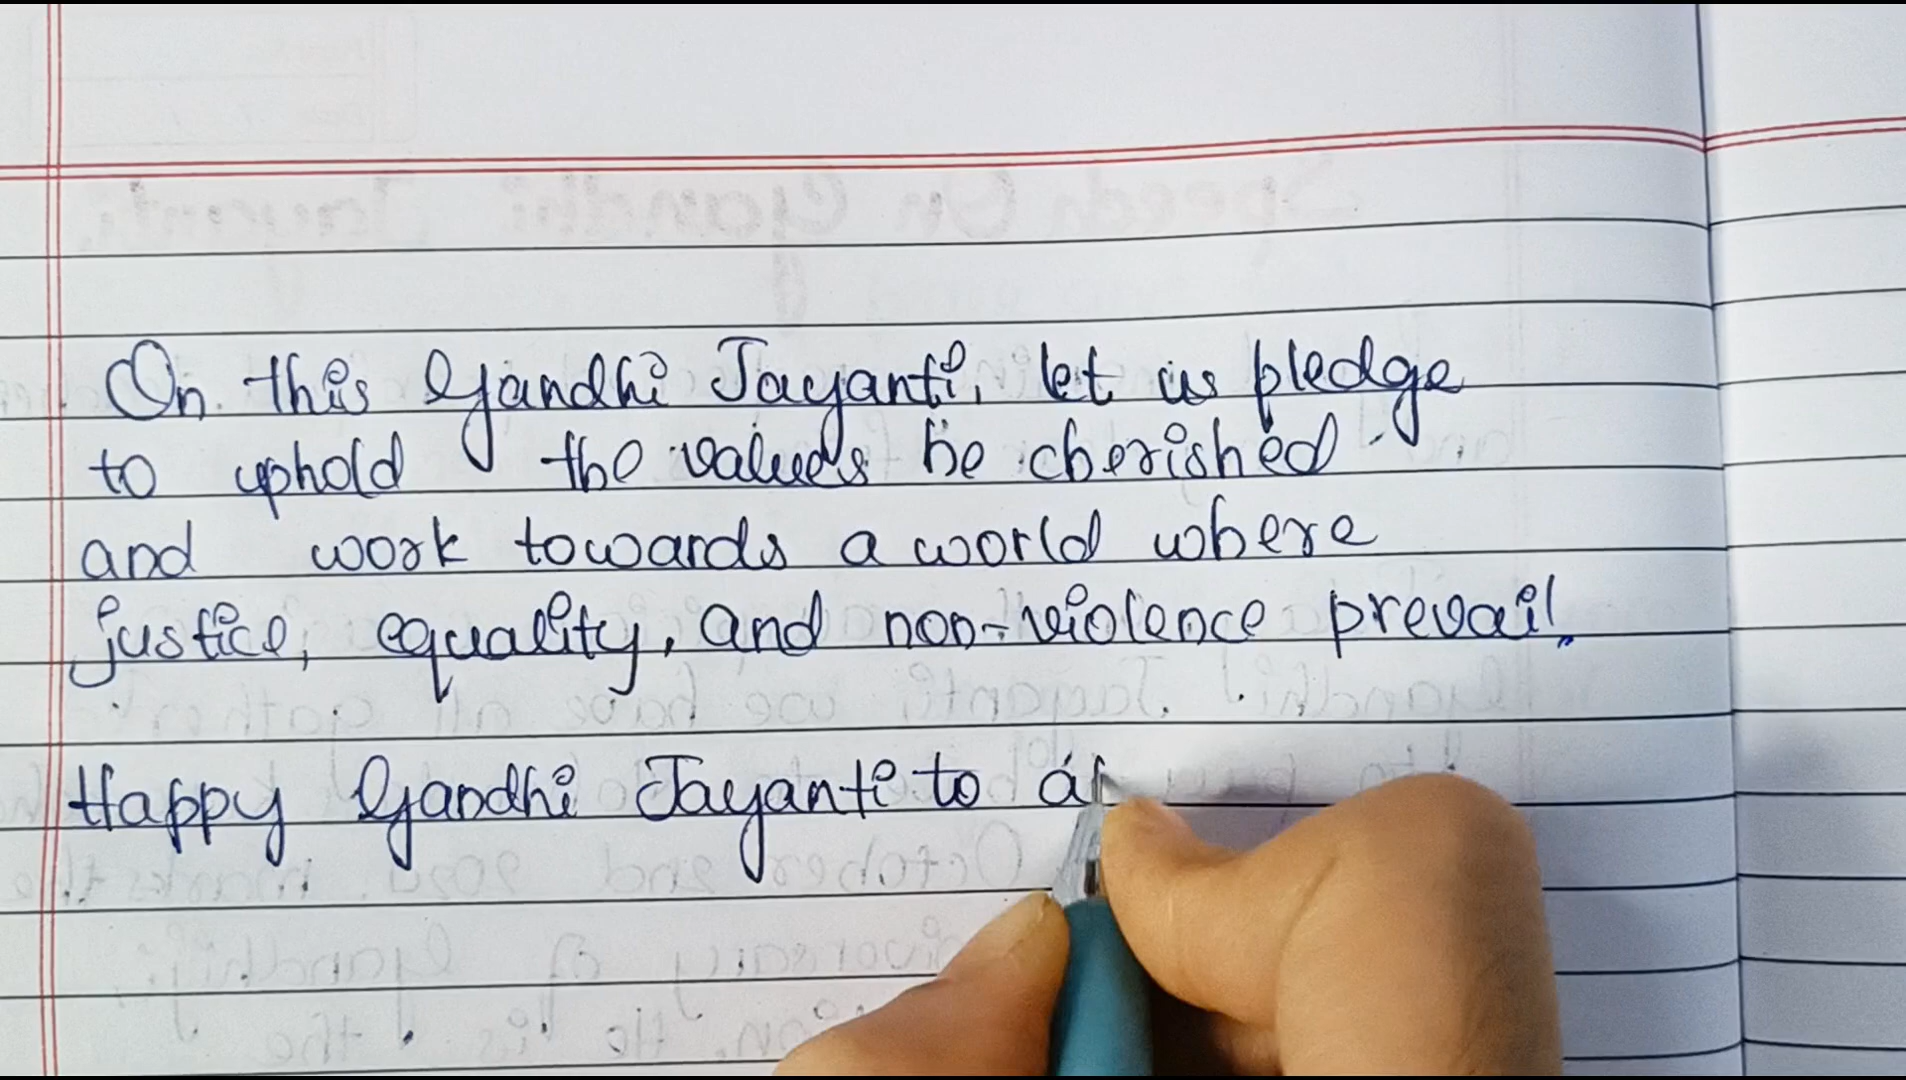 On this Gandhi Jayanti, let us pledge
to uphold the values he cherished
and work towards a world where
justice, equality, and non-violence prevail.
Happy Gandhi Jayanti to al